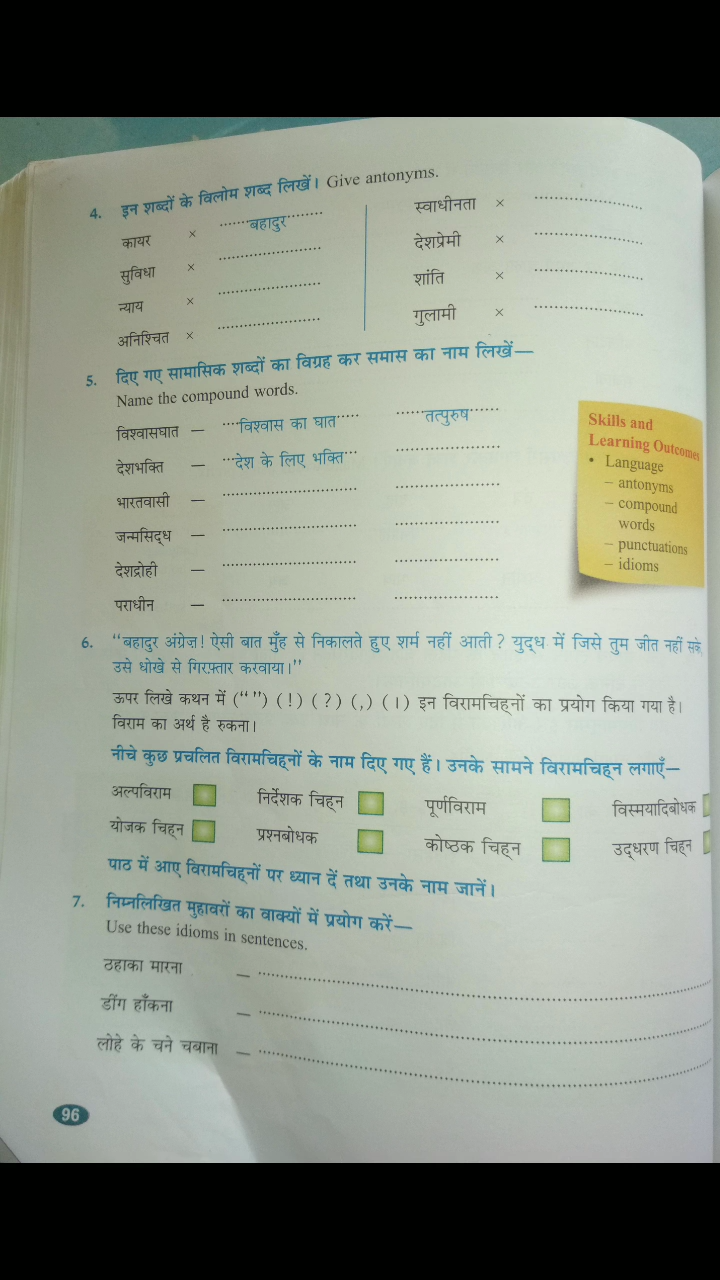 4. इन शब्दों के विलोम शब्द लिखें। Give antonyms.
कायर × बहादुर
सुविधा ×
न्याय ×
अनिश्चित ×
स्वाधीनता ×
देशप्रेमी ×
शांति ×
गुलामी ×
5. दिए गए सामासिक शब्दों का विग्रह कर समास का नाम लिखें—
Name the compound words.
विश्वासघात — विश्वास का घात तत्पुरुष
देशभक्ति — देश के लिए भक्ति
भारतवासी —
जन्मसिद्ध —
देशद्रोही —
पराधीन —
Skills and
Learning Outcomes
• Language
– antonyms
– compound
words
– punctuations
– idioms
6. “बहादुर अंग्रेज़! ऐसी बात मुँह से निकालते हुए शर्म नहीं आती? युद्ध में जिसे तुम जीत नहीं सके,
उसे धोखे से गिरफ़्तार करवाया।”
ऊपर लिखे कथन में (“ ”) (!) (?) (,) (।) इन विरामचिह्नों का प्रयोग किया गया है।
विराम का अर्थ है रुकना।
नीचे कुछ प्रचलित विरामचिह्नों के नाम दिए गए हैं। उनके सामने विरामचिह्न लगाएँ—
अल्पविराम निर्देशक चिह्न पूर्णविराम विस्मयादिबोधक
योजक चिह्न प्रश्नबोधक कोष्ठक चिह्न उद्धरण चिह्न
पाठ में आए विरामचिह्नों पर ध्यान दें तथा उनके नाम जानें।
7. निम्नलिखित मुहावरों का वाक्यों में प्रयोग करें—
Use these idioms in sentences.
ठहाका मारना —
डींग हाँकना —
लोहे के चने चबाना —
96